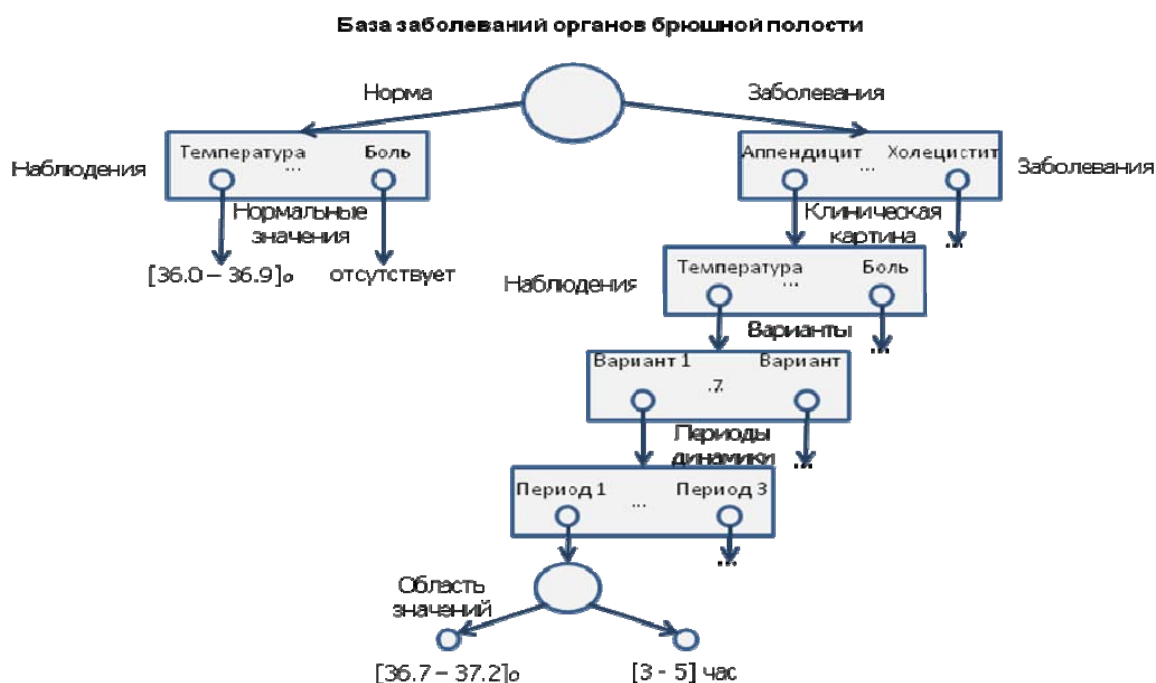 База заболеваний органов брюшной полости
Норма
Заболевания
Наблюдения
Температура
...
Боль
Аппендицит
...
Холецистит
Заболевания
Нормальные
значения
Клиническая
картина
...
[36.0 – 36.9]о
отсутствует
Наблюдения
Температура
...
Боль
Варианты
...
Вариант 1
.7.
Вариант
Периоды
динамики
...
Период 1
...
Период 3
...
Область
значений
[36.7 – 37.2]о
[3 - 5] час